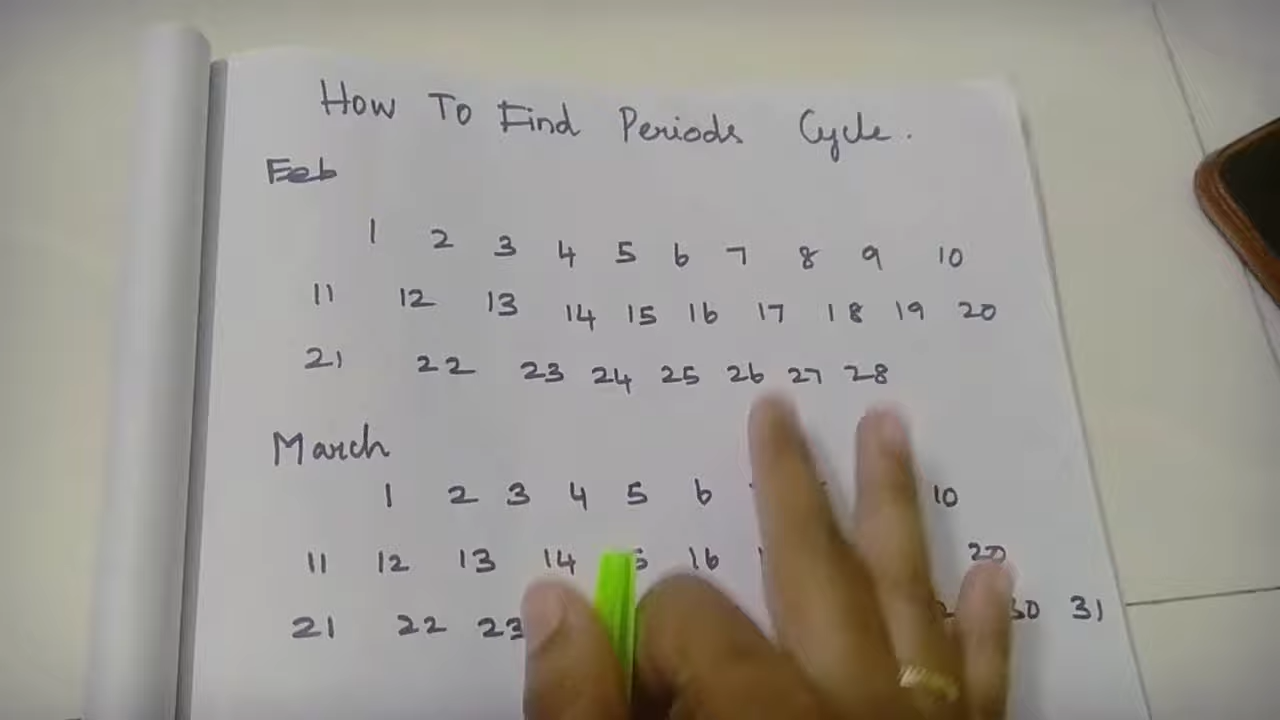 How To Find Periods Cycle.
Feb
1 2 3 4 5 6 7 8 9 10
11 12 13 14 15 16 17 18 19 20
21 22 23 24 25 26 27 28
March
1 2 3 4 5 6 10
11 12 13 14 16 20
21 22 23 30 31